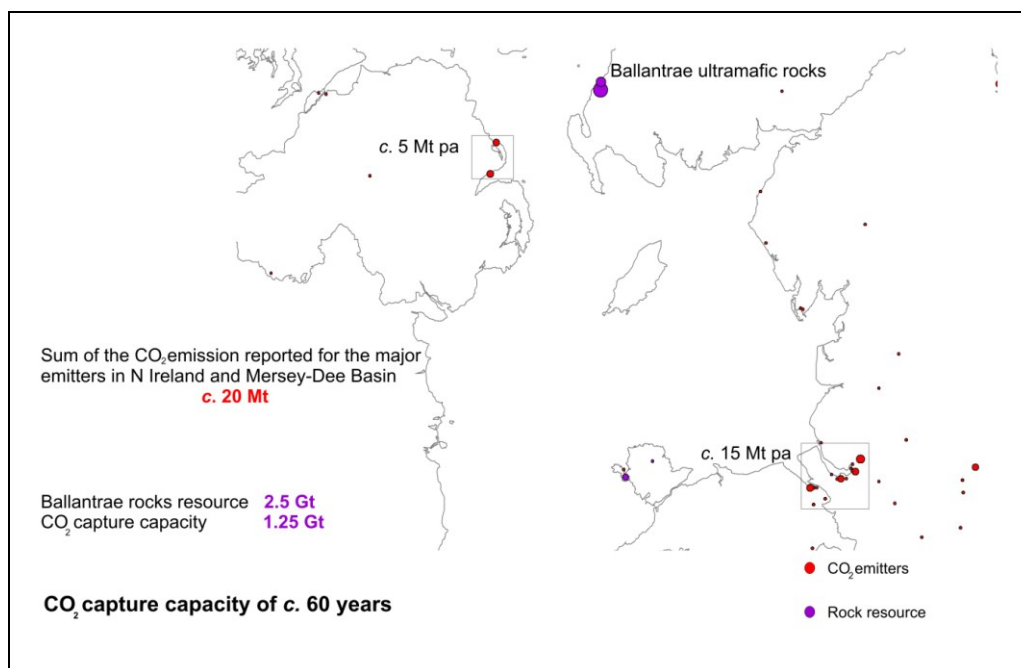 Ballantrae ultramafic rocks
c. 5 Mt pa
Sum of the CO₂ emission reported for the major
emitters in N Ireland and Mersey-Dee Basin
c. 20 Mt
c. 15 Mt pa
Ballantrae rocks resource 2.5 Gt
CO₂ capture capacity 1.25 Gt
CO₂ emitters
CO₂ capture capacity of c. 60 years
Rock resource